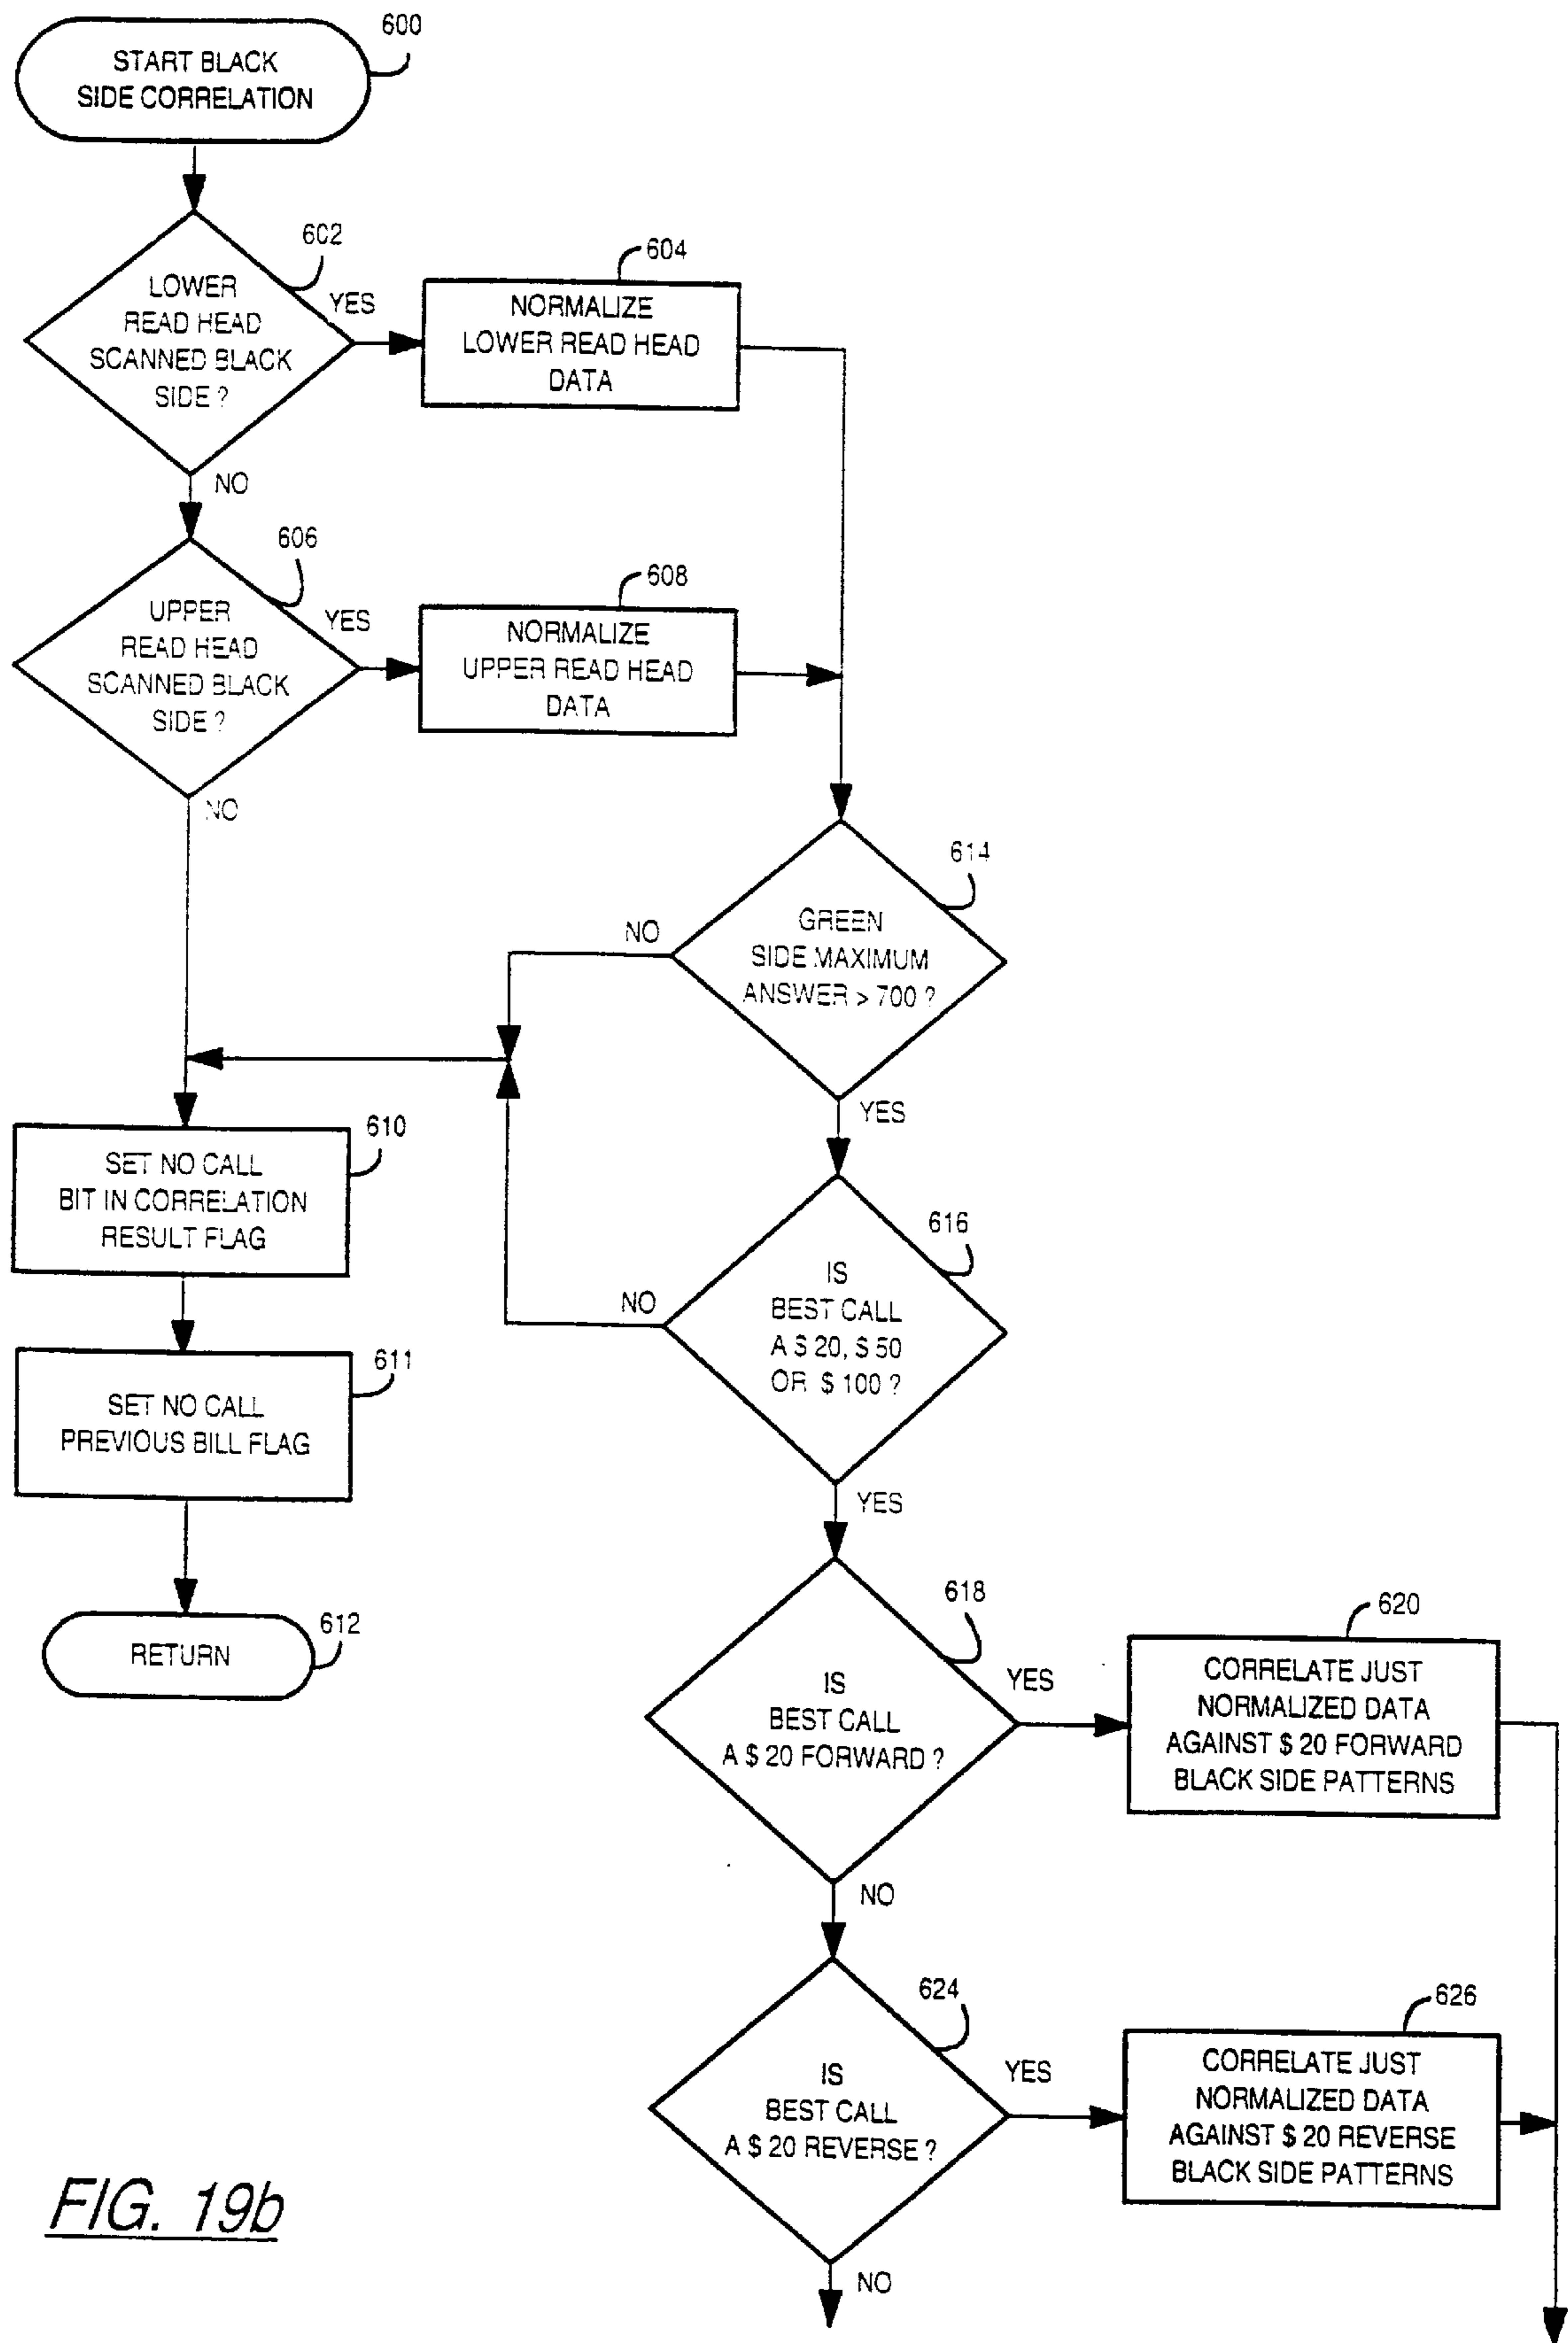 600
START BLACK
SIDE CORRELATION
602
LOWER
READ HEAD
SCANNED BLACK
SIDE ?
YES
604
NORMALIZE
LOWER READ HEAD
DATA
NO
606
UPPER
READ HEAD
SCANNED BLACK
SIDE ?
YES
608
NORMALIZE
UPPER READ HEAD
DATA
NO
614
GREEN
SIDE MAXIMUM
ANSWER > 700 ?
NO
YES
610
SET NO CALL
BIT IN CORRELATION
RESULT FLAG
616
IS
BEST CALL
A $ 20, $ 50
OR $ 100 ?
NO
YES
611
SET NO CALL
PREVIOUS BILL FLAG
612
RETURN
618
IS
BEST CALL
A $ 20 FORWARD ?
YES
620
CORRELATE JUST
NORMALIZED DATA
AGAINST $ 20 FORWARD
BLACK SIDE PATTERNS
NO
624
IS
BEST CALL
A $ 20 REVERSE ?
YES
626
CORRELATE JUST
NORMALIZED DATA
AGAINST $ 20 REVERSE
BLACK SIDE PATTERNS
NO
FIG. 19b